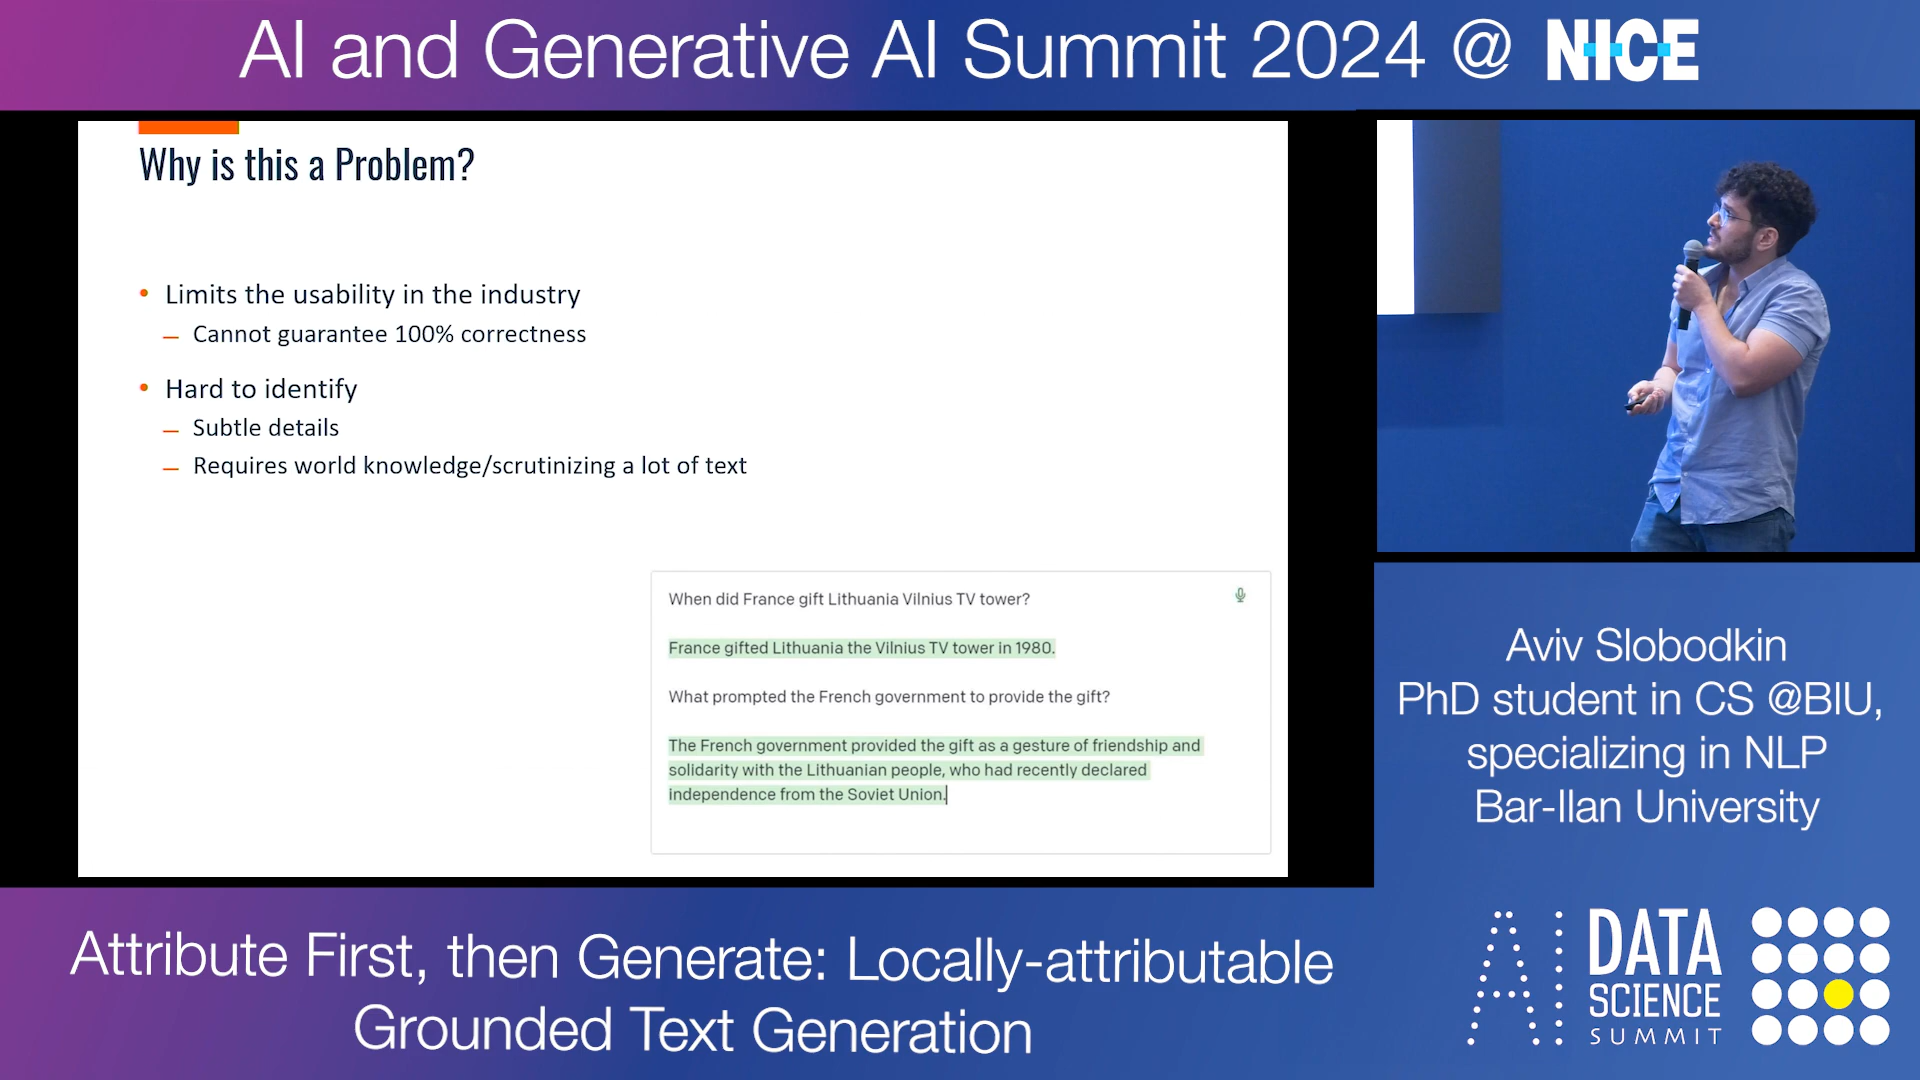 AI and Generative AI Summit 2024 @ NICE
Why is this a Problem?
• Limits the usability in the industry
– Cannot guarantee 100% correctness
• Hard to identify
– Subtle details
– Requires world knowledge/scrutinizing a lot of text
When did France gift Lithuania Vilnius TV tower?
France gifted Lithuania the Vilnius TV tower in 1980.
What prompted the French government to provide the gift?
The French government provided the gift as a gesture of friendship and
solidarity with the Lithuanian people, who had recently declared
independence from the Soviet Union.
Aviv Slobodkin
PhD student in CS @BIU,
specializing in NLP
Bar-Ilan University
Attribute First, then Generate: Locally-attributable
Grounded Text Generation
AI
DATA
SCIENCE
SUMMIT